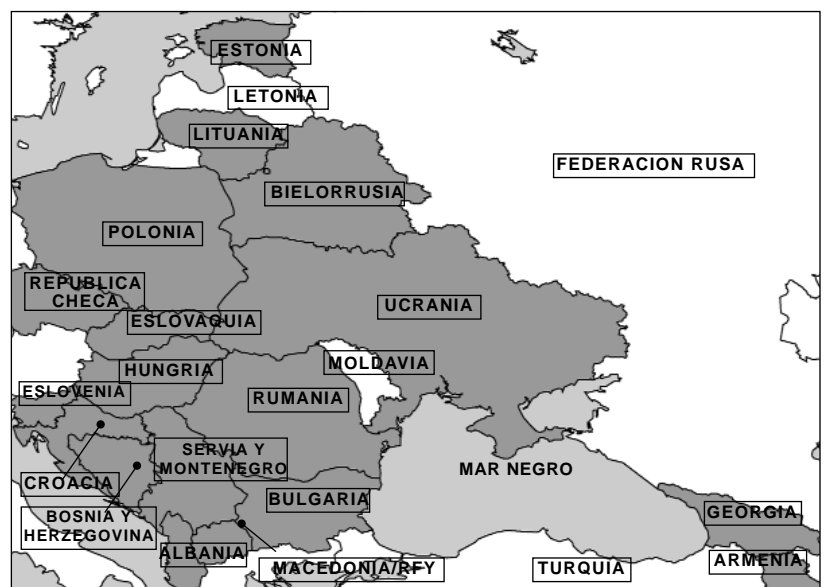 ESTONIA
LETONIA
LITUANIA
FEDERACION RUSA
BIELORRUSIA
POLONIA
REPUBLICA
CHECA
UCRANIA
ESLOVAQUIA
MOLDAVIA
HUNGRIA
ESLOVENIA
RUMANIA
SERVIA Y
MONTENEGRO
MAR NEGRO
CROACIA
BULGARIA
GEORGIA
BOSNIA Y
HERZEGOVINA
ALBANIA
MACEDONIA/RFY
TURQUIA
ARMENIA